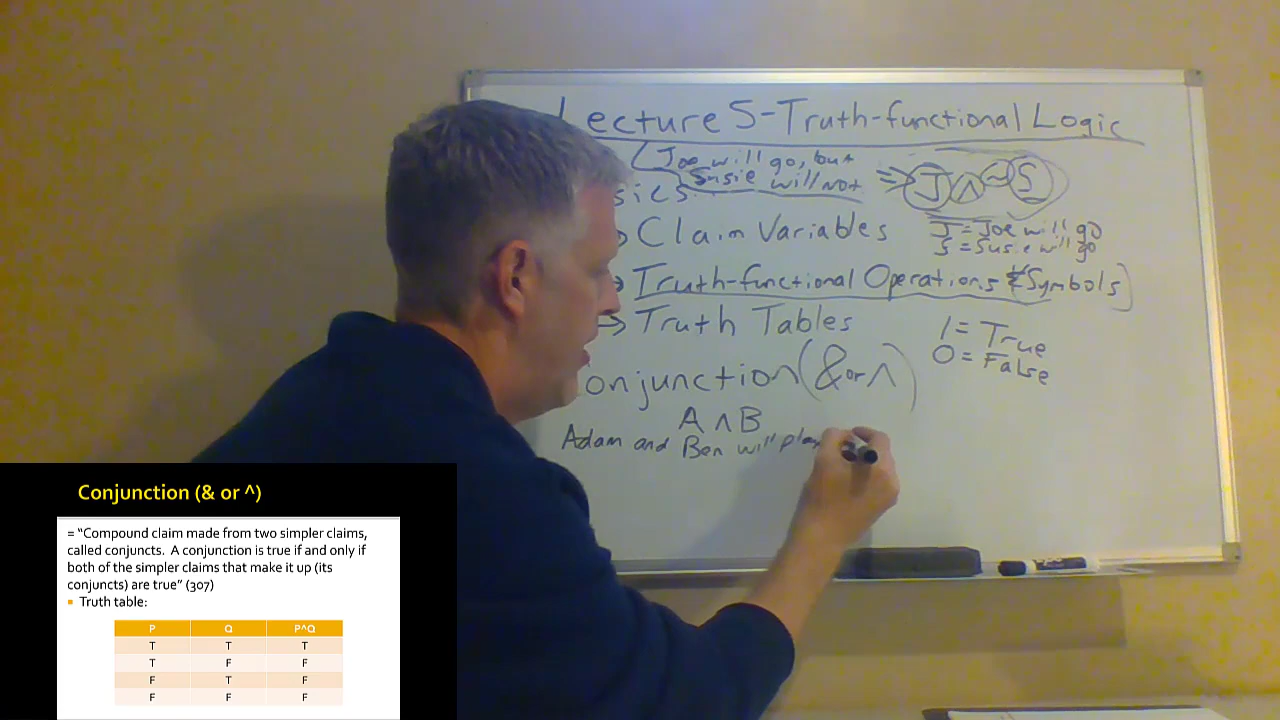 Lecture 5-Truth-functional Logic
(Joe will go, but
Susie will not
=> J ∧ ~S
sics
J = Joe will go
S = Susie will go
Claim Variables
Truth-functional Operations & Symbols]
=> Truth Tables
1 = True
0 = False
onjunction (& or ∧)
A ∧ B
Adam and Ben will play
Conjunction (& or ^)
= “Compound claim made from two simpler claims,
called conjuncts. A conjunction is true if and only if
both of the simpler claims that make it up (its
conjuncts) are true” (307)
Truth table:
P Q P^Q
T T T
T F F
F T F
F F F